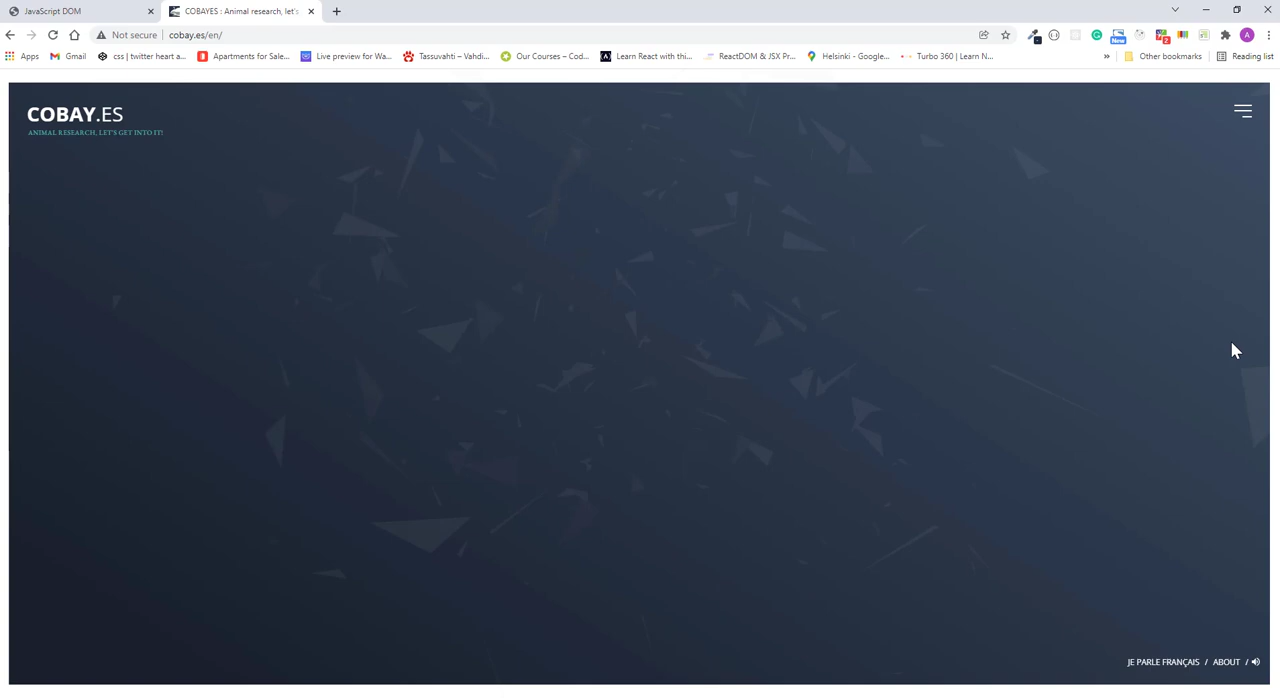 JavaScript DOM
COBAYES : Animal research, let's
Not secure
cobay.es/en/
Apps
Gmail
css | twitter heart a...
Apartments for Sale...
Live preview for Wa...
Tassuvahti – Vahdi...
Our Courses – Cod...
Learn React with thi...
ReactDOM & JSX Pr...
Helsinki - Google...
Turbo 360 | Learn N...
»
Other bookmarks
Reading list
New
2
A
COBAY.ES
ANIMAL RESEARCH, LET'S GET INTO IT!
JE PARLE FRANÇAIS / ABOUT /